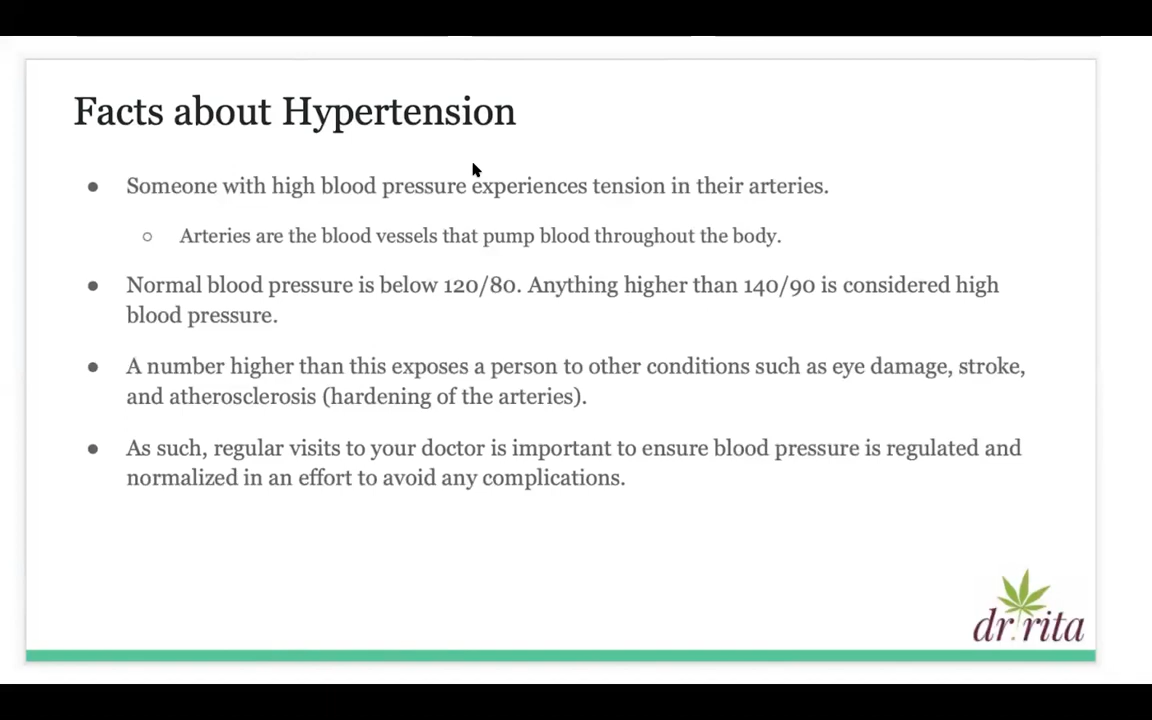 Facts about Hypertension
● Someone with high blood pressure experiences tension in their arteries.
○ Arteries are the blood vessels that pump blood throughout the body.
● Normal blood pressure is below 120/80. Anything higher than 140/90 is considered high
blood pressure.
● A number higher than this exposes a person to other conditions such as eye damage, stroke,
and atherosclerosis (hardening of the arteries).
● As such, regular visits to your doctor is important to ensure blood pressure is regulated and
normalized in an effort to avoid any complications.
dr. rita